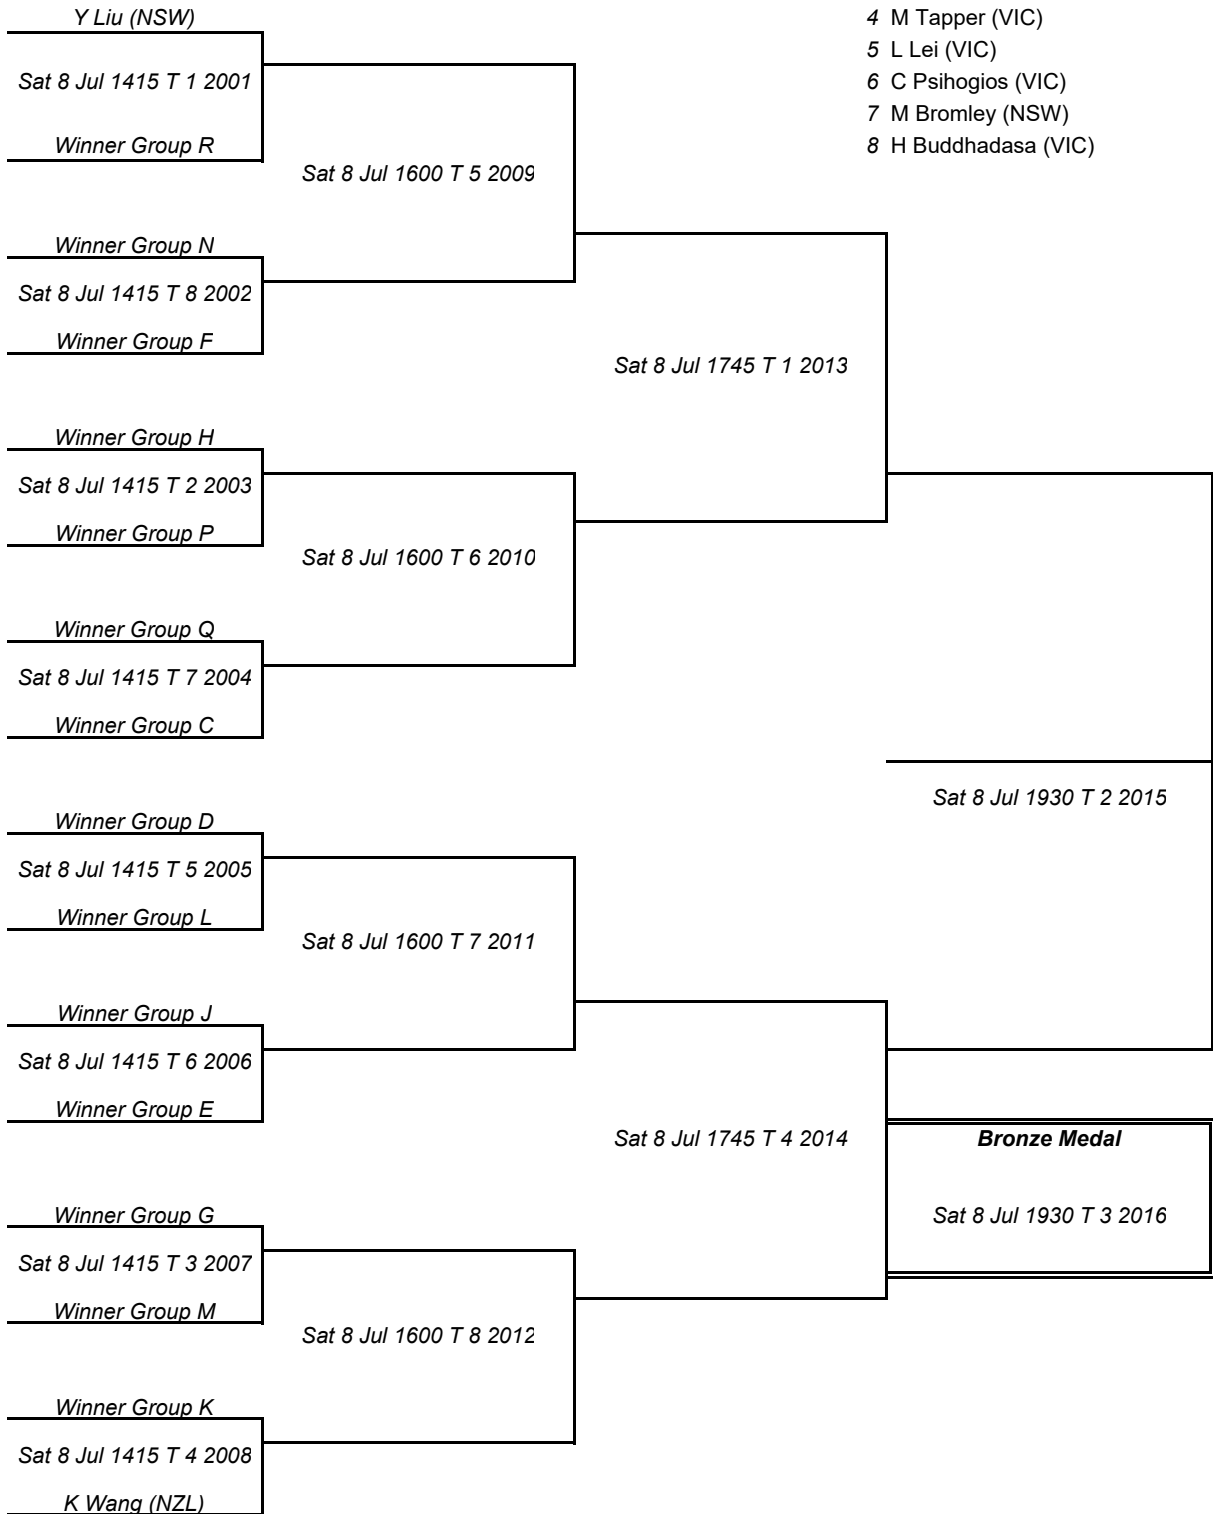 Y Liu (NSW)
4 M Tapper (VIC)
5 L Lei (VIC)
6 C Psihogios (VIC)
7 M Bromley (NSW)
8 H Buddhadasa (VIC)
Sat 8 Jul 1415 T 1 2001
Winner Group R
Sat 8 Jul 1600 T 5 2009
Winner Group N
Sat 8 Jul 1415 T 8 2002
Winner Group F
Sat 8 Jul 1745 T 1 2013
Winner Group H
Sat 8 Jul 1415 T 2 2003
Winner Group P
Sat 8 Jul 1600 T 6 2010
Winner Group Q
Sat 8 Jul 1415 T 7 2004
Winner Group C
Sat 8 Jul 1930 T 2 2015
Winner Group D
Sat 8 Jul 1415 T 5 2005
Winner Group L
Sat 8 Jul 1600 T 7 2011
Winner Group J
Sat 8 Jul 1415 T 6 2006
Winner Group E
Sat 8 Jul 1745 T 4 2014
Bronze Medal
Sat 8 Jul 1930 T 3 2016
Winner Group G
Sat 8 Jul 1415 T 3 2007
Winner Group M
Sat 8 Jul 1600 T 8 2012
Winner Group K
Sat 8 Jul 1415 T 4 2008
K Wang (NZL)